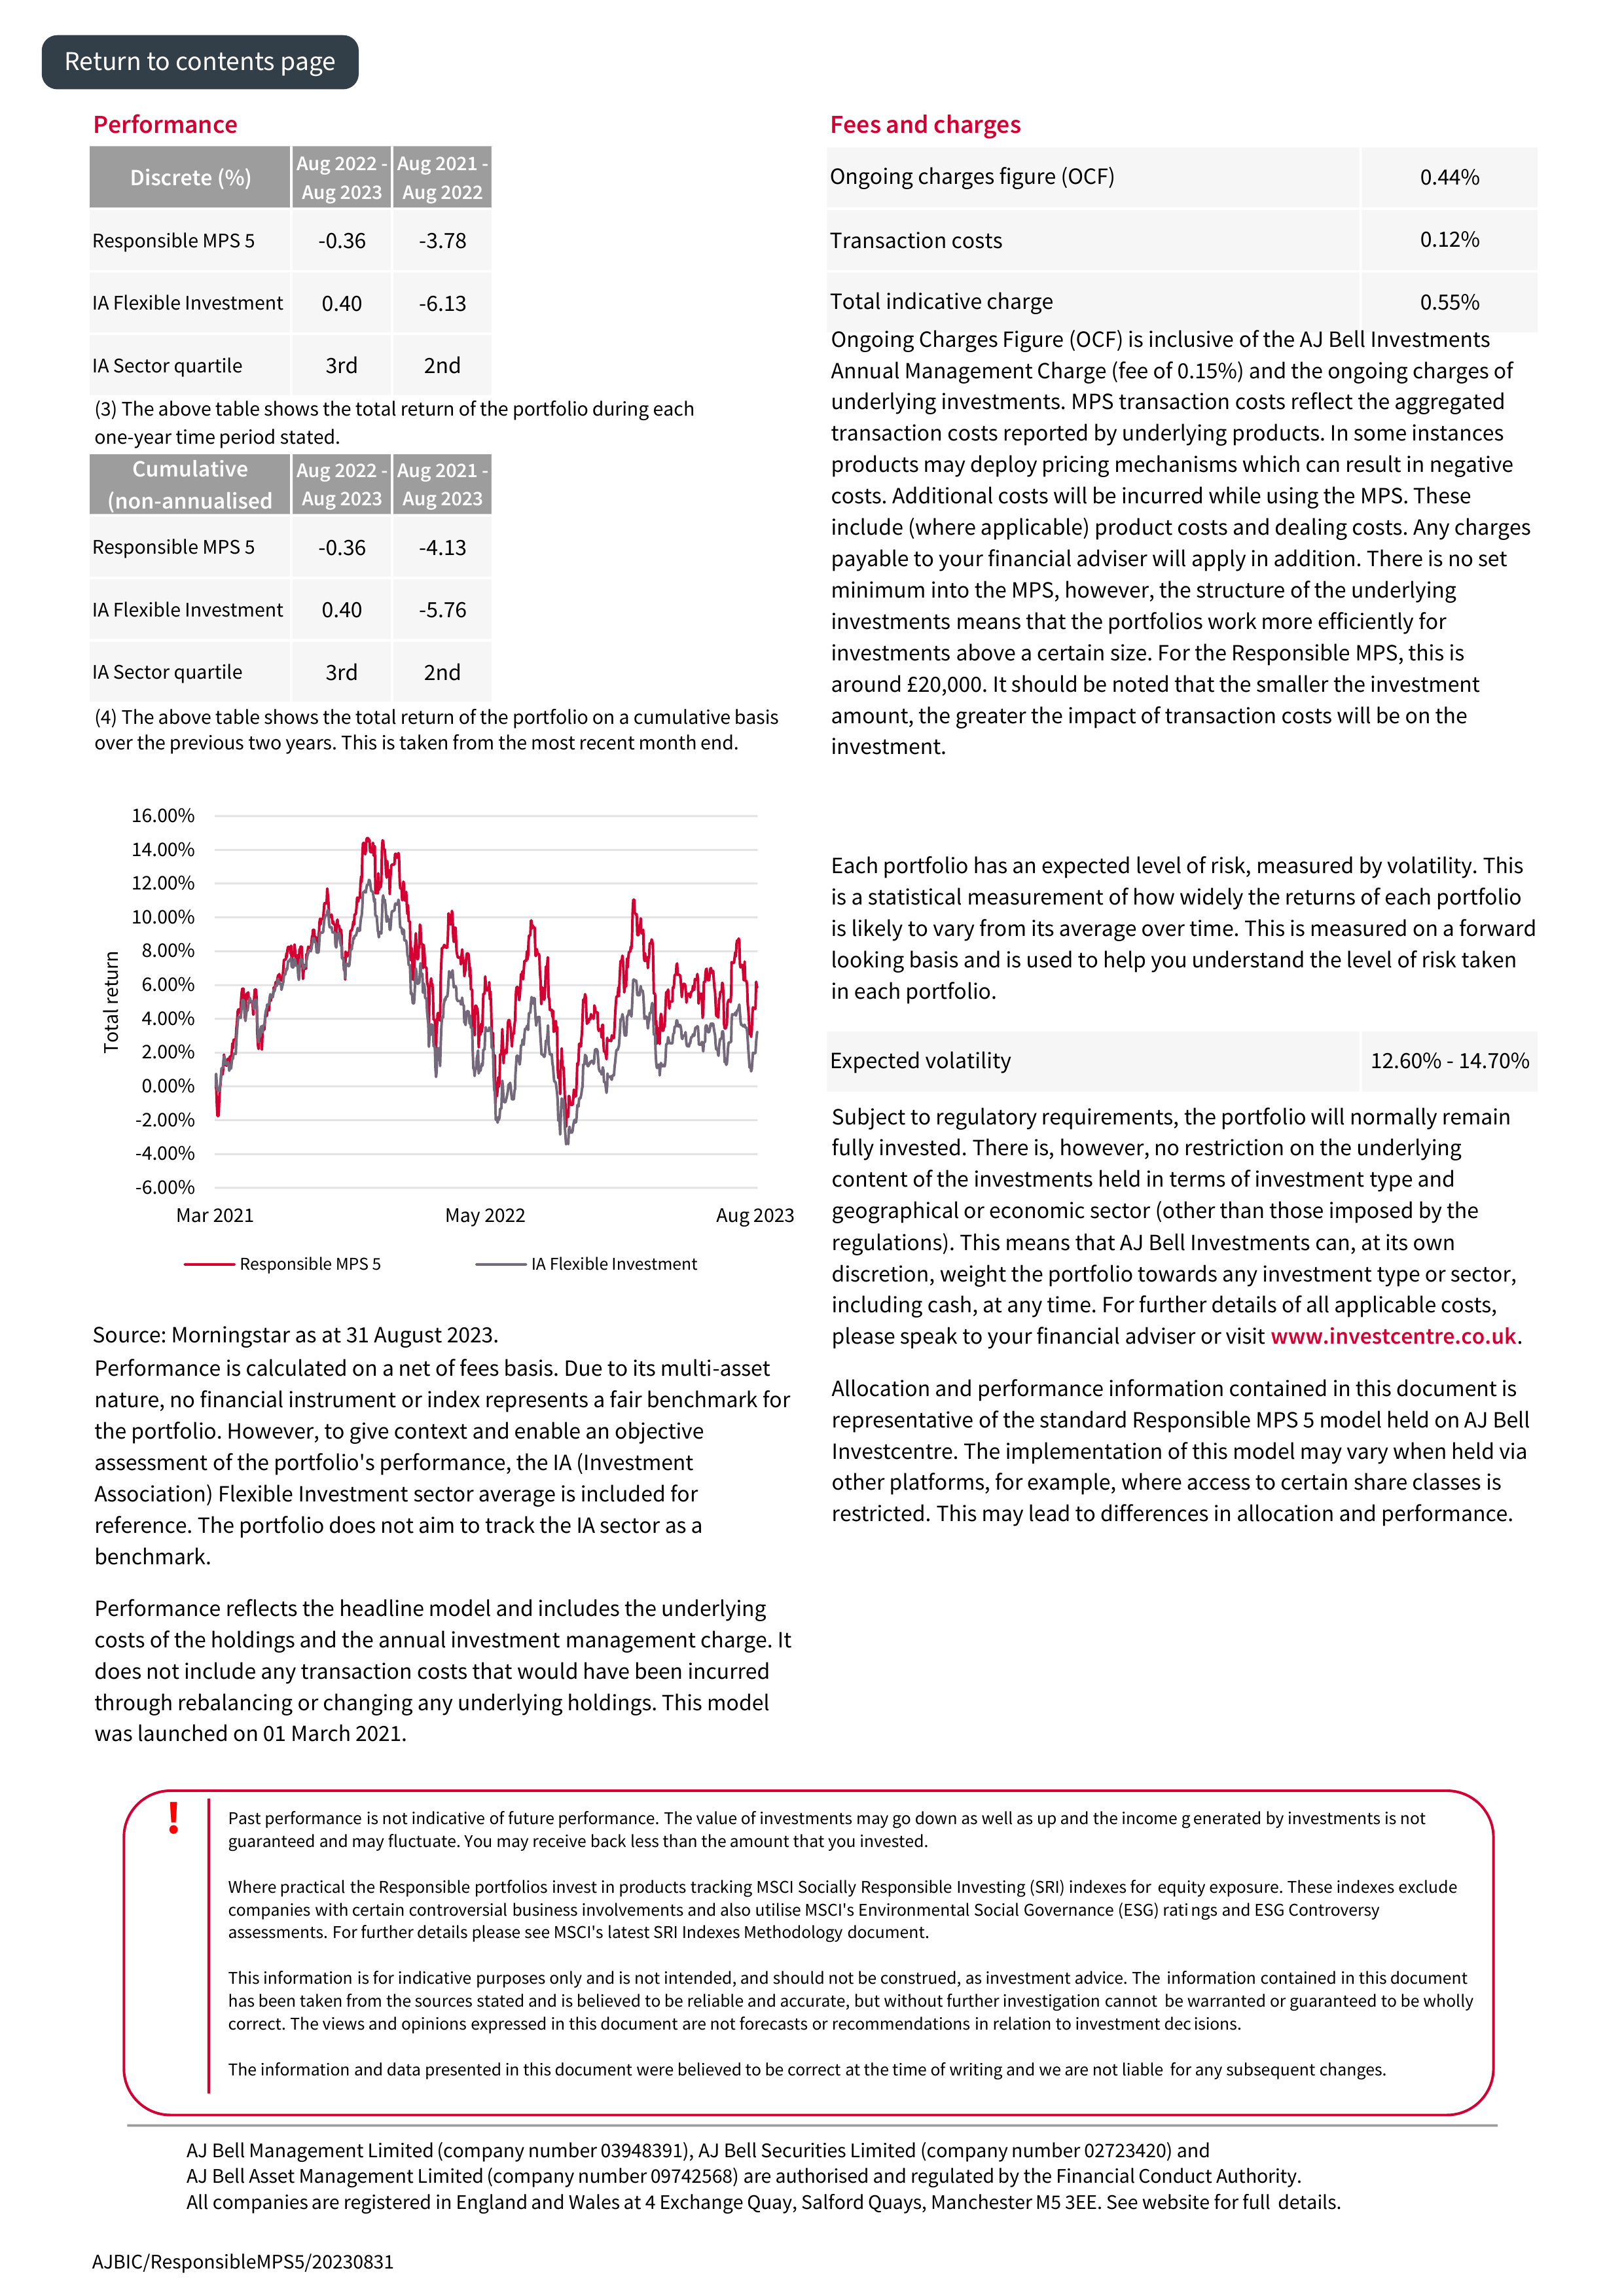 Return to contents page
Performance
Discrete (%)
Aug 2022 - Aug 2023
Aug 2021 - Aug 2022
Responsible MPS 5 -0.36 -3.78
IA Flexible Investment 0.40 -6.13
IA Sector quartile 3rd 2nd
(3) The above table shows the total return of the portfolio during each
one-year time period stated.
Cumulative (non-annualised
Aug 2022 - Aug 2023
Aug 2021 - Aug 2023
Responsible MPS 5 -0.36 -4.13
IA Flexible Investment 0.40 -5.76
IA Sector quartile 3rd 2nd
(4) The above table shows the total return of the portfolio on a cumulative basis
over the previous two years. This is taken from the most recent month end.
Total return
16.00%
14.00%
12.00%
10.00%
8.00%
6.00%
4.00%
2.00%
0.00%
-2.00%
-4.00%
-6.00%
Mar 2021 May 2022 Aug 2023
Responsible MPS 5 IA Flexible Investment
Source: Morningstar as at 31 August 2023.
Performance is calculated on a net of fees basis. Due to its multi-asset
nature, no financial instrument or index represents a fair benchmark for
the portfolio. However, to give context and enable an objective
assessment of the portfolio's performance, the IA (Investment
Association) Flexible Investment sector average is included for
reference. The portfolio does not aim to track the IA sector as a
benchmark.
Performance reflects the headline model and includes the underlying
costs of the holdings and the annual investment management charge. It
does not include any transaction costs that would have been incurred
through rebalancing or changing any underlying holdings. This model
was launched on 01 March 2021.
Fees and charges
Ongoing charges figure (OCF) 0.44%
Transaction costs 0.12%
Total indicative charge 0.55%
Ongoing Charges Figure (OCF) is inclusive of the AJ Bell Investments
Annual Management Charge (fee of 0.15%) and the ongoing charges of
underlying investments. MPS transaction costs reflect the aggregated
transaction costs reported by underlying products. In some instances
products may deploy pricing mechanisms which can result in negative
costs. Additional costs will be incurred while using the MPS. These
include (where applicable) product costs and dealing costs. Any charges
payable to your financial adviser will apply in addition. There is no set
minimum into the MPS, however, the structure of the underlying
investments means that the portfolios work more efficiently for
investments above a certain size. For the Responsible MPS, this is
around £20,000. It should be noted that the smaller the investment
amount, the greater the impact of transaction costs will be on the
investment.
Each portfolio has an expected level of risk, measured by volatility. This
is a statistical measurement of how widely the returns of each portfolio
is likely to vary from its average over time. This is measured on a forward
looking basis and is used to help you understand the level of risk taken
in each portfolio.
Expected volatility 12.60% - 14.70%
Subject to regulatory requirements, the portfolio will normally remain
fully invested. There is, however, no restriction on the underlying
content of the investments held in terms of investment type and
geographical or economic sector (other than those imposed by the
regulations). This means that AJ Bell Investments can, at its own
discretion, weight the portfolio towards any investment type or sector,
including cash, at any time. For further details of all applicable costs,
please speak to your financial adviser or visit www.investcentre.co.uk.
Allocation and performance information contained in this document is
representative of the standard Responsible MPS 5 model held on AJ Bell
Investcentre. The implementation of this model may vary when held via
other platforms, for example, where access to certain share classes is
restricted. This may lead to differences in allocation and performance.
!
Past performance is not indicative of future performance. The value of investments may go down as well as up and the income generated by investments is not
guaranteed and may fluctuate. You may receive back less than the amount that you invested.
Where practical the Responsible portfolios invest in products tracking MSCI Socially Responsible Investing (SRI) indexes for equity exposure. These indexes exclude
companies with certain controversial business involvements and also utilise MSCI's Environmental Social Governance (ESG) ratings and ESG Controversy
assessments. For further details please see MSCI's latest SRI Indexes Methodology document.
This information is for indicative purposes only and is not intended, and should not be construed, as investment advice. The information contained in this document
has been taken from the sources stated and is believed to be reliable and accurate, but without further investigation cannot be warranted or guaranteed to be wholly
correct. The views and opinions expressed in this document are not forecasts or recommendations in relation to investment decisions.
The information and data presented in this document were believed to be correct at the time of writing and we are not liable for any subsequent changes.
AJ Bell Management Limited (company number 03948391), AJ Bell Securities Limited (company number 02723420) and
AJ Bell Asset Management Limited (company number 09742568) are authorised and regulated by the Financial Conduct Authority.
All companies are registered in England and Wales at 4 Exchange Quay, Salford Quays, Manchester M5 3EE. See website for full details.
AJBIC/ResponsibleMPS5/20230831